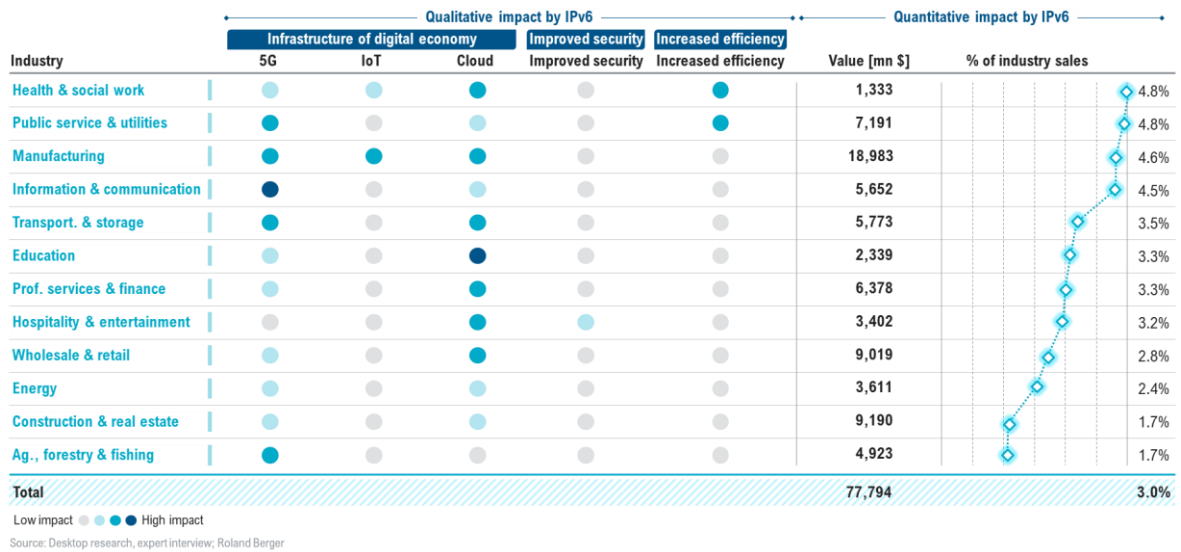 Qualitative impact by IPv6 Quantitative impact by IPv6
Infrastructure of digital economy Improved security Increased efficiency
Industry 5G IoT Cloud Improved security Increased efficiency Value [mn $] % of industry sales
Health & social work 1,333 4.8%
Public service & utilities 7,191 4.8%
Manufacturing 18,983 4.6%
Information & communication 5,652 4.5%
Transport. & storage 5,773 3.5%
Education 2,339 3.3%
Prof. services & finance 6,378 3.3%
Hospitality & entertainment 3,402 3.2%
Wholesale & retail 9,019 2.8%
Energy 3,611 2.4%
Construction & real estate 9,190 1.7%
Ag., forestry & fishing 4,923 1.7%
Total 77,794 3.0%
Low impact High impact
Source: Desktop research, expert interview; Roland Berger